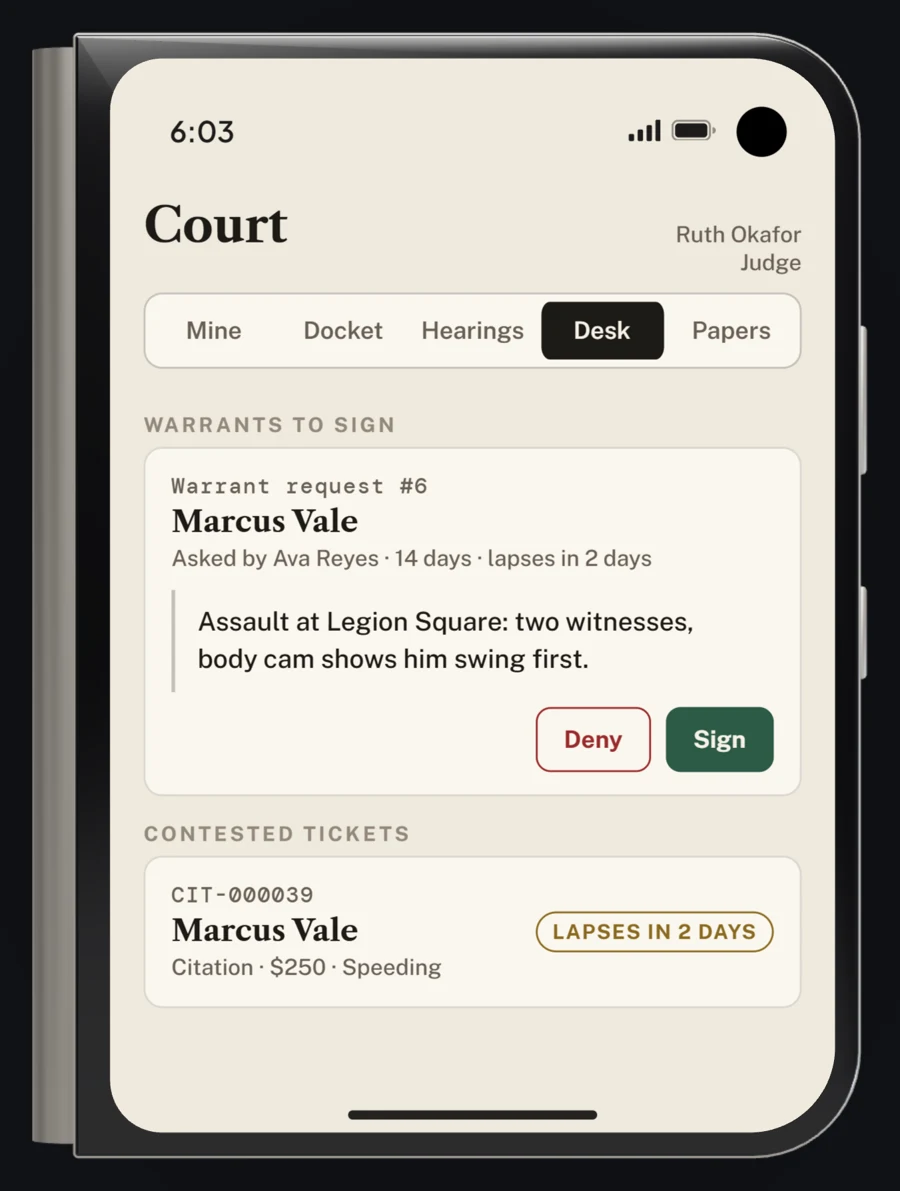 6:03
Court
Ruth Okafor
Judge
Mine
Docket
Hearings
Desk
Papers
WARRANTS TO SIGN
Warrant request #6
Marcus Vale
Asked by Ava Reyes · 14 days · lapses in 2 days
Assault at Legion Square: two witnesses,
body cam shows him swing first.
Deny
Sign
CONTESTED TICKETS
CIT-000039
Marcus Vale
LAPSES IN 2 DAYS
Citation · $250 · Speeding